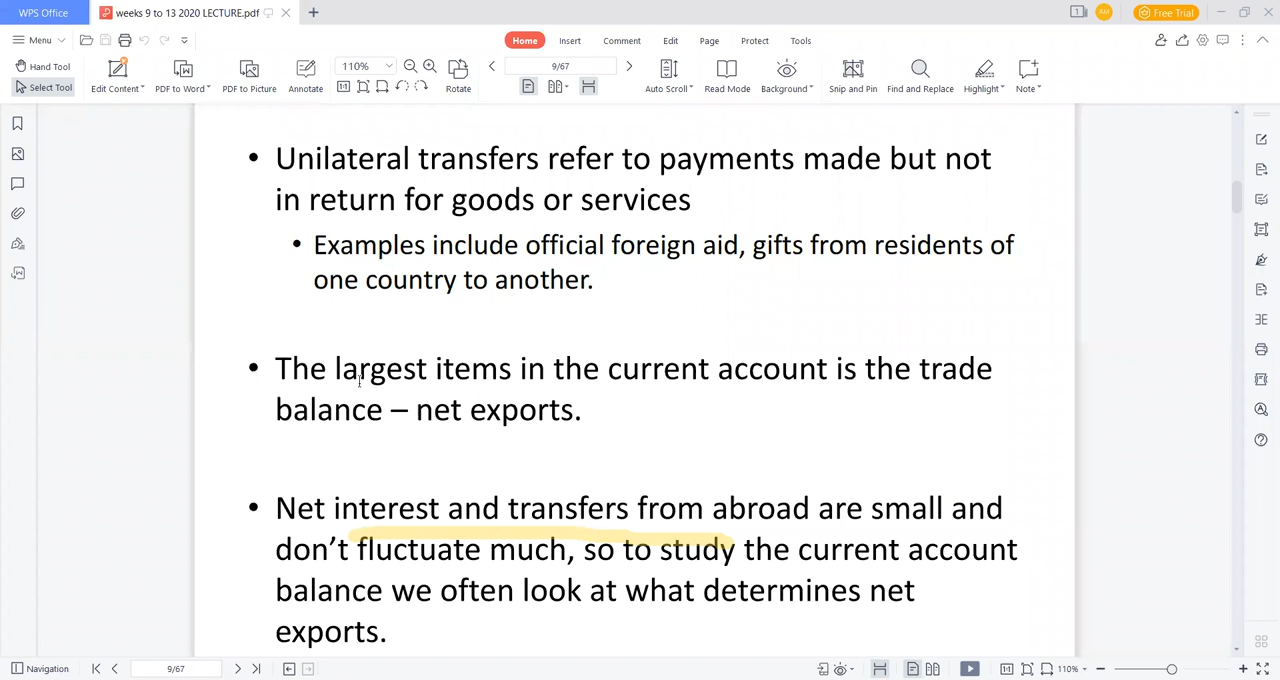 WPS Office weeks 9 to 13 2020 LECTURE.pdf 1 AM Free Trial
Menu Home Insert Comment Edit Page Protect Tools
Hand Tool 110% 9/67
Select Tool Edit Content PDF to Word PDF to Picture Annotate Rotate Auto Scroll Read Mode Background Snip and Pin Find and Replace Highlight Note
• Unilateral transfers refer to payments made but not
in return for goods or services
• Examples include official foreign aid, gifts from residents of
one country to another.
• The largest items in the current account is the trade
balance – net exports.
• Net interest and transfers from abroad are small and
don’t fluctuate much, so to study the current account
balance we often look at what determines net
exports.
Navigation 9/67 110%